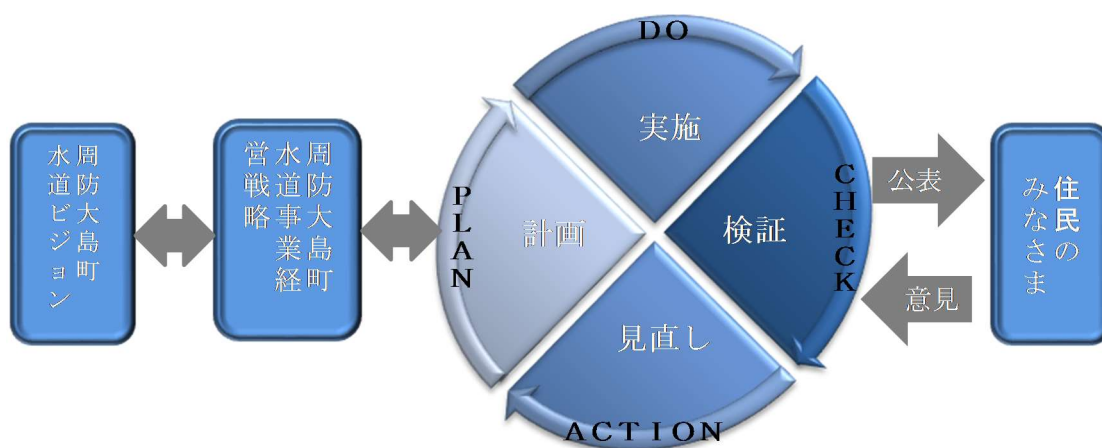 周防大島町
水道ビジョン
周防大島町
水道事業経
営戦略
PLAN
計画
DO
実施
CHECK
検証
ACTION
見直し
公表
意見
住民の
みなさま